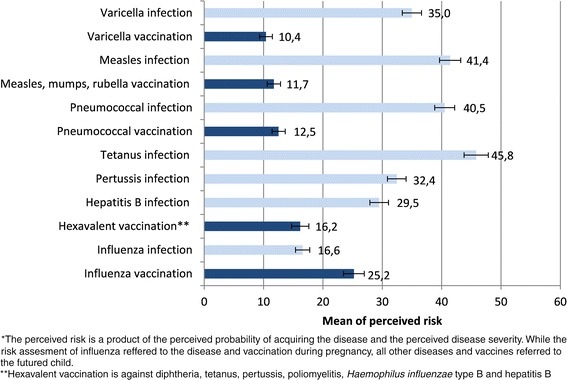 Varicella infection 35,0
Varicella vaccination 10,4
Measles infection 41,4
Measles, mumps, rubella vaccination 11,7
Pneumococcal infection 40,5
Pneumococcal vaccination 12,5
Tetanus infection 45,8
Pertussis infection 32,4
Hepatitis B infection 29,5
Hexavalent vaccination** 16,2
Influenza infection 16,6
Influenza vaccination 25,2
0 10 20 30 40 50 60
Mean of perceived risk
*The perceived risk is a product of the perceived probability of acquiring the disease and the perceived disease severity. While the
risk assesment of influenza reffered to the disease and vaccination during pregnancy, all other diseases and vaccines referred to
the futured child.
**Hexavalent vaccination is against diphtheria, tetanus, pertussis, poliomyelitis, Haemophilus influenzae type B and hepatitis B